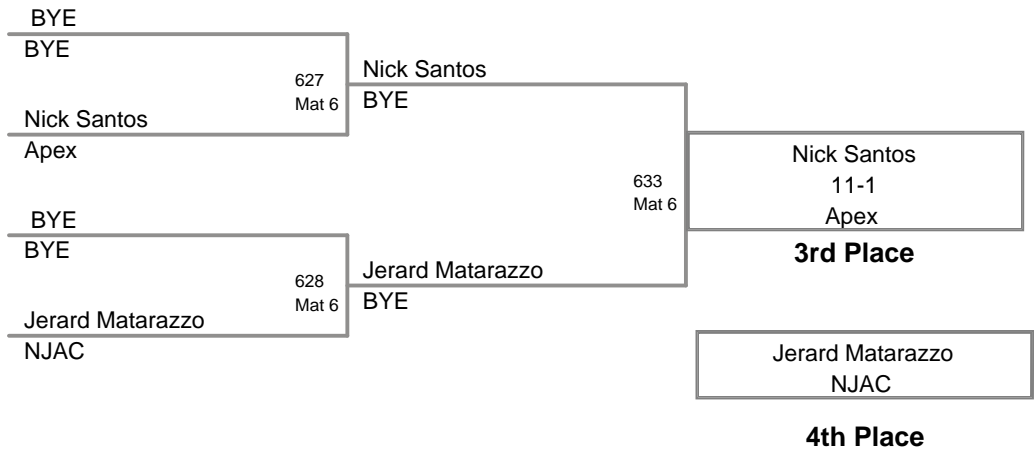 BYE
BYE
627
Mat 6
Nick Santos
Apex
Nick Santos
BYE
BYE
BYE
628
Mat 6
Jerard Matarazzo
NJAC
Jerard Matarazzo
BYE
633
Mat 6
Nick Santos
11-1
Apex
3rd Place
Jerard Matarazzo
NJAC
4th Place